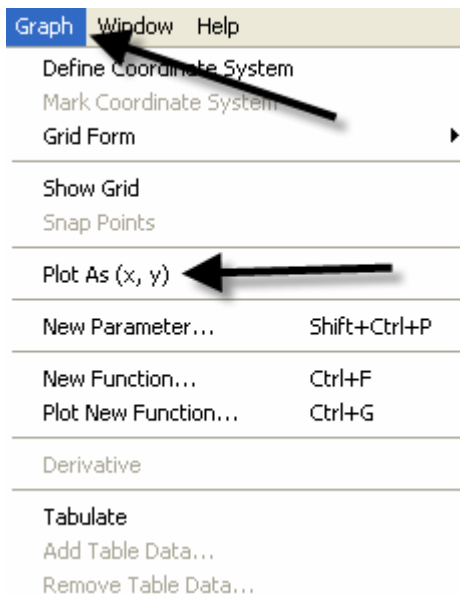 Graph Window Help
Define Coordinate System
Mark Coordinate System
Grid Form
Show Grid
Snap Points
Plot As (x, y)
New Parameter... Shift+Ctrl+P
New Function... Ctrl+F
Plot New Function... Ctrl+G
Derivative
Tabulate
Add Table Data...
Remove Table Data...